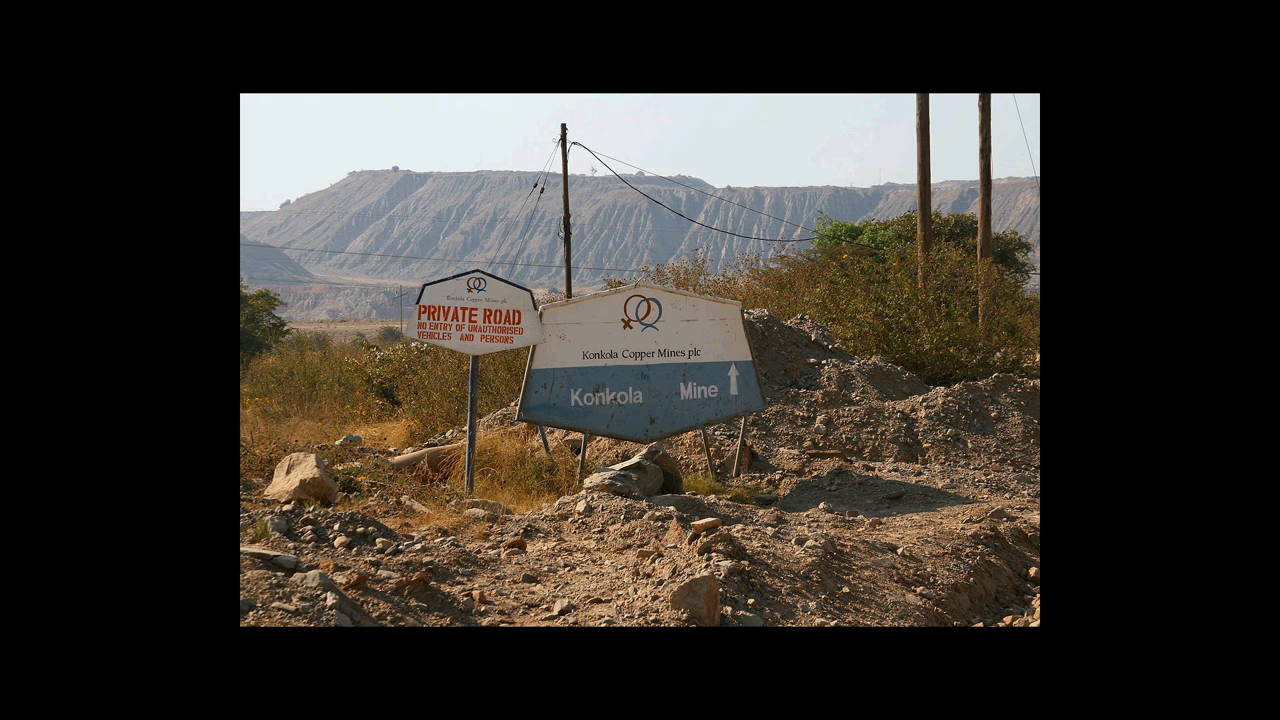 Konkola Copper Mines plc
PRIVATE ROAD
NO ENTRY OF UNAUTHORISED
VEHICLES AND PERSONS
Konkola Copper Mines plc
Konkola Mine